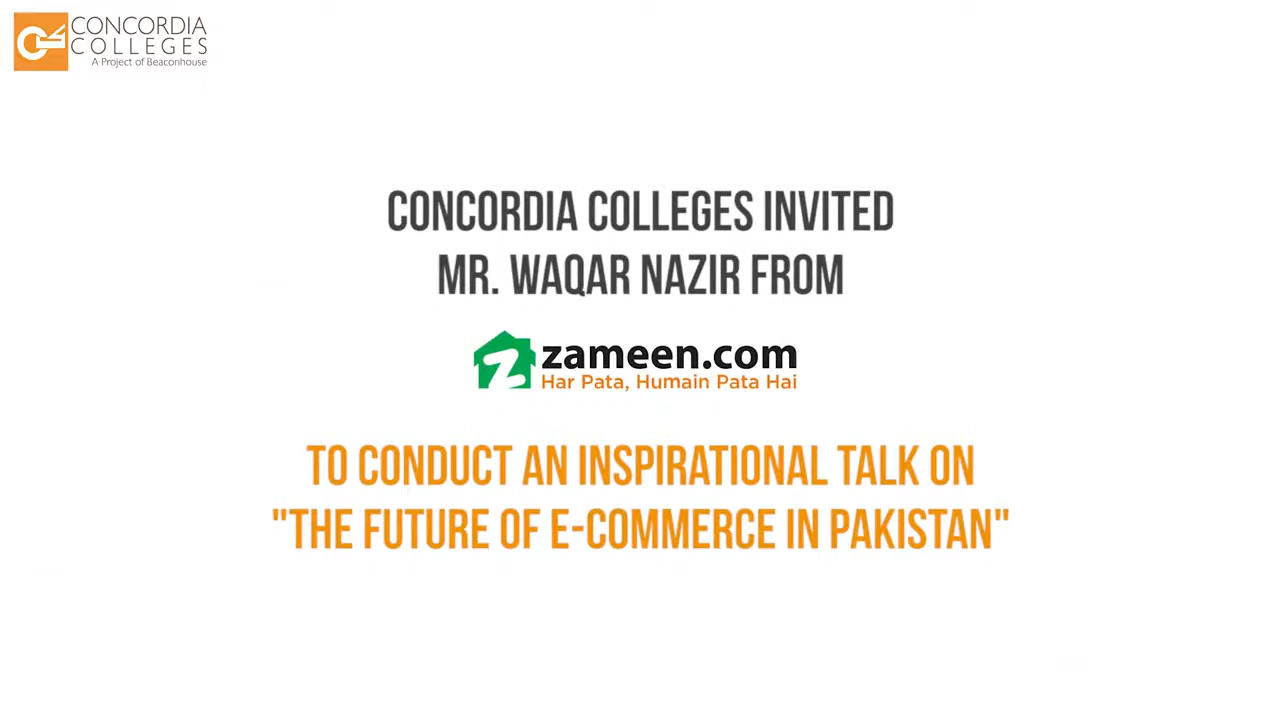 CONCORDIA
COLLEGES
A Project of Beaconhouse
CONCORDIA COLLEGES INVITED
MR. WAQAR NAZIR FROM
zameen.com
Har Pata, Humain Pata Hai
TO CONDUCT AN INSPIRATIONAL TALK ON
"THE FUTURE OF E-COMMERCE IN PAKISTAN"